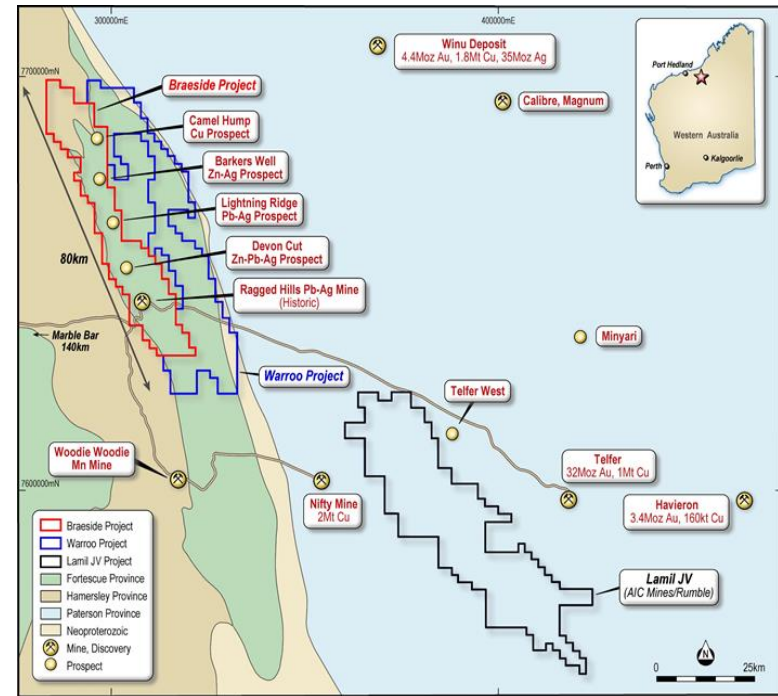 300000mE
400000mE
7700000mN
7600000mN
Winu Deposit
4.4Moz Au, 1.8Mt Cu, 35Moz Ag
Calibre, Magnum
Port Hedland
Western Australia
Kalgoorlie
Perth
Braeside Project
Camel Hump
Cu Prospect
Barkers Well
Zn-Ag Prospect
Lightning Ridge
Pb-Ag Prospect
Devon Cut
Zn-Pb-Ag Prospect
Ragged Hills Pb-Ag Mine
(Historic)
80km
Marble Bar
140km
Warroo Project
Minyari
Telfer West
Woodie Woodie
Mn Mine
Nifty Mine
2Mt Cu
Telfer
32Moz Au, 1Mt Cu
Havieron
3.4Moz Au, 160kt Cu
Lamil JV
(AIC Mines/Rumble)
Braeside Project
Warroo Project
Lamil JV Project
Fortescue Province
Hamersley Province
Paterson Province
Neoproterozoic
Mine, Discovery
Prospect
N
0 25km